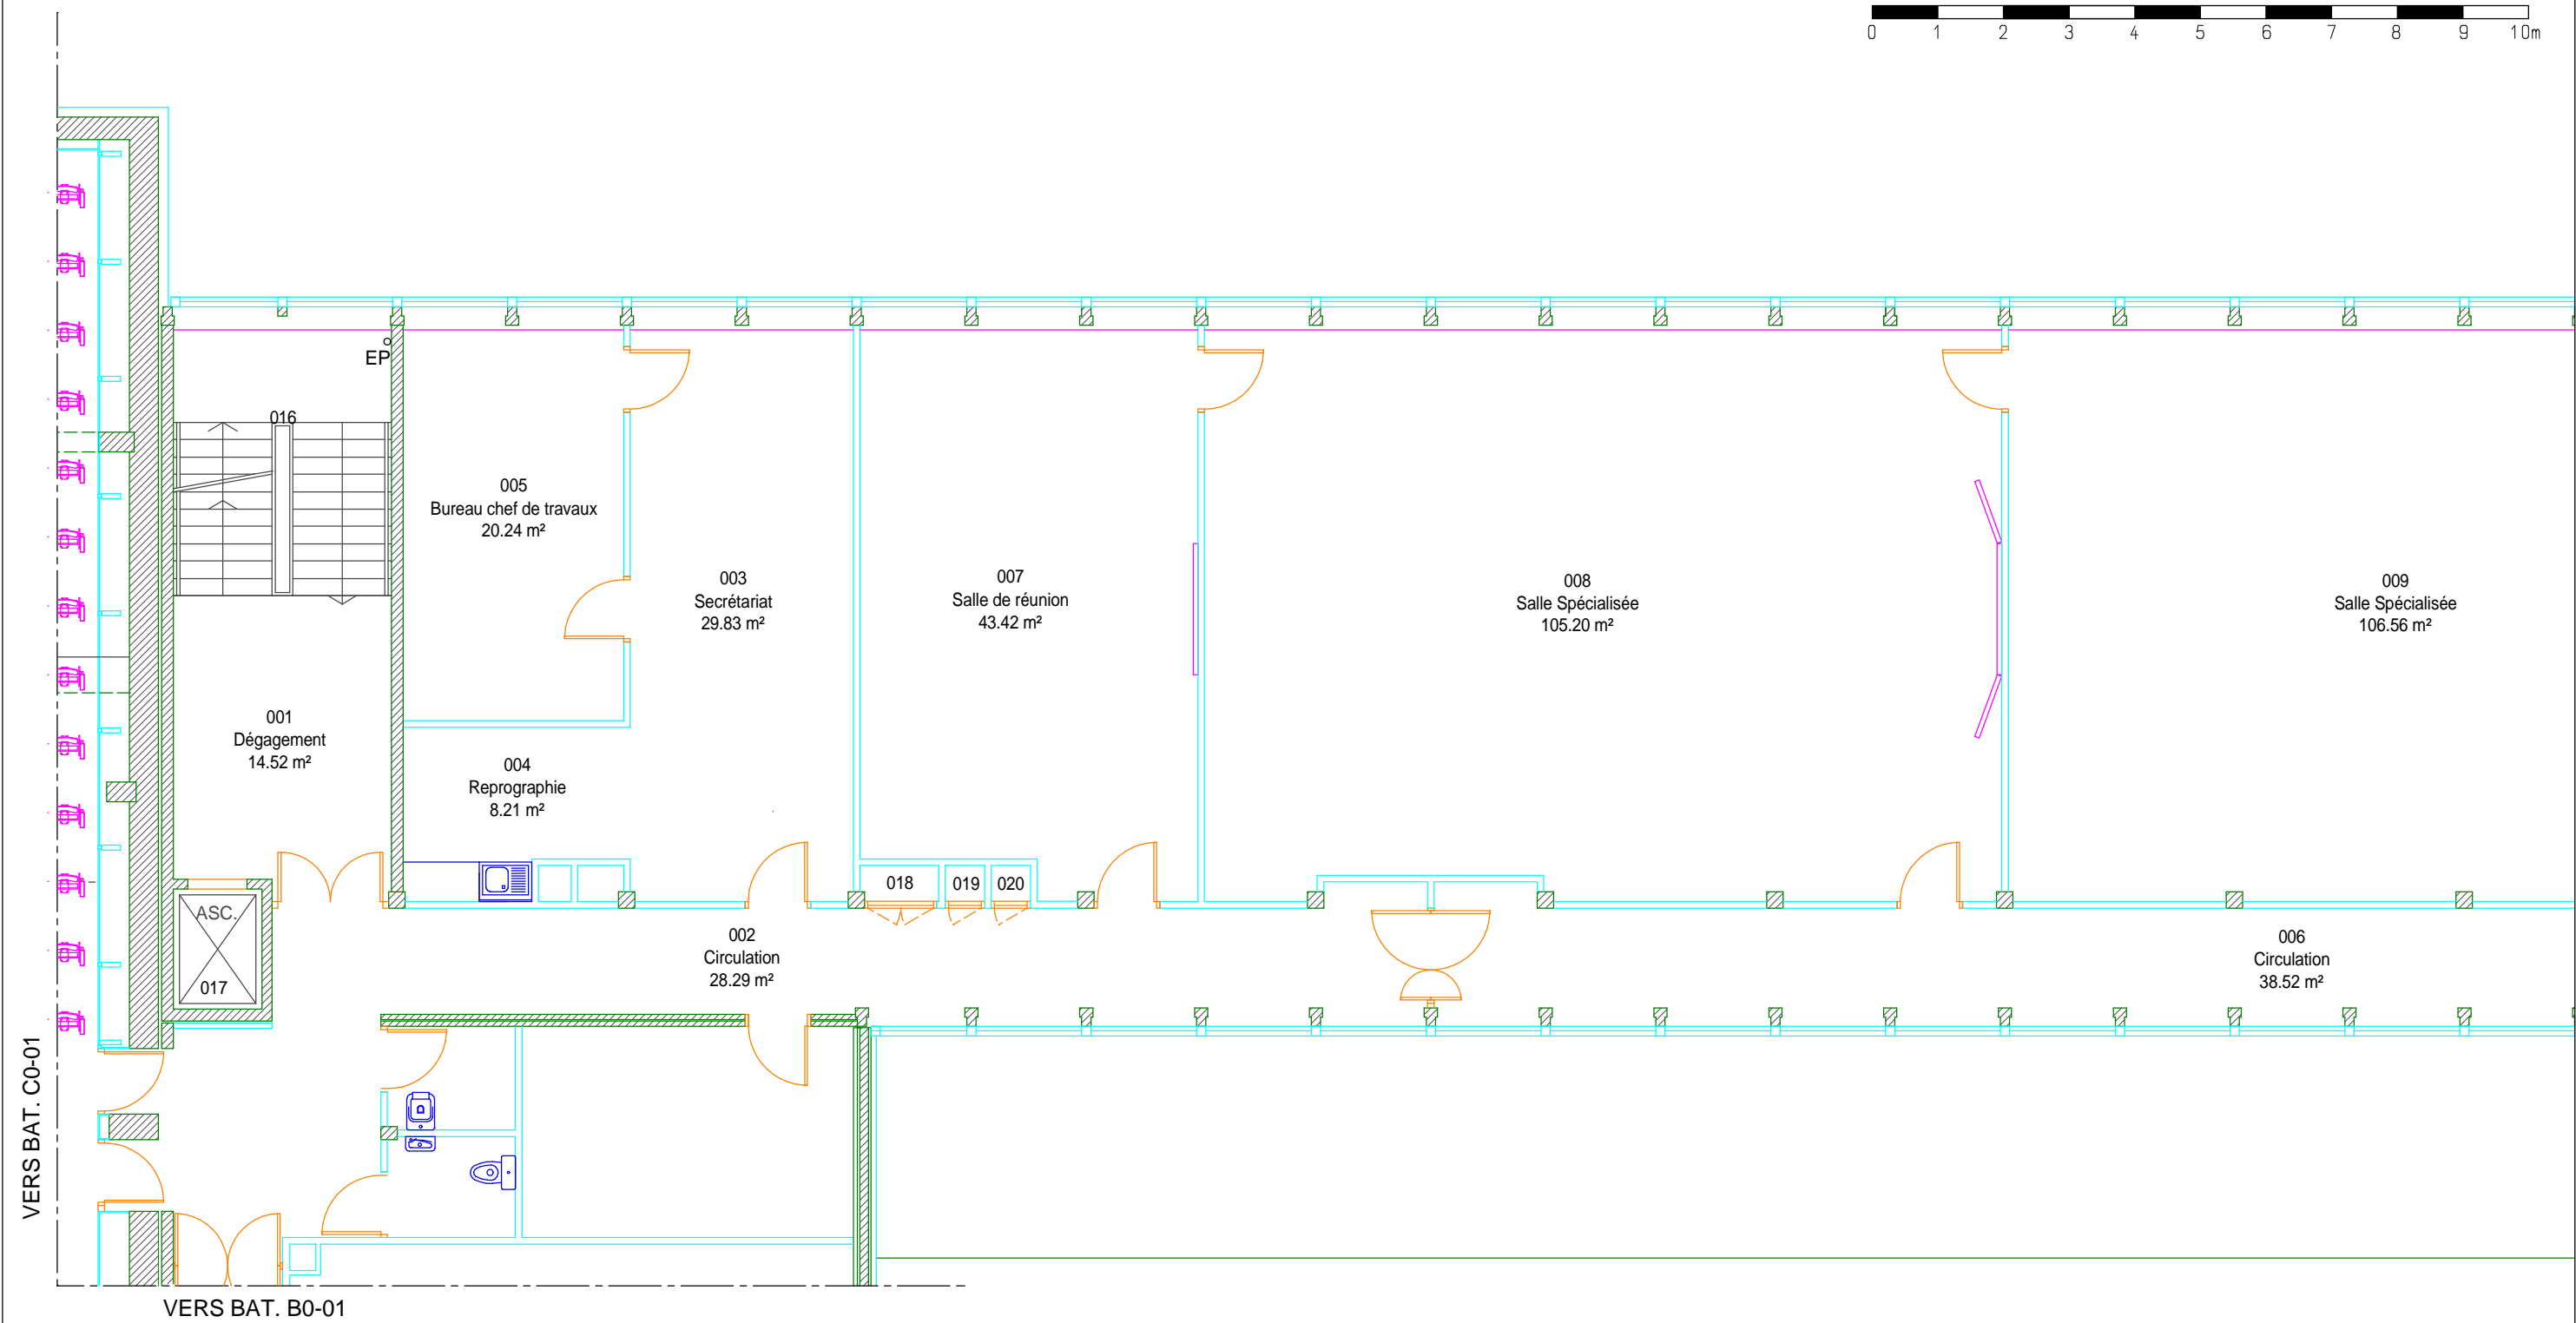 0 1 2 3 4 5 6 7 8 9 10m
EP
016
005
Bureau chef de travaux
20.24 m²
003
Secrétariat
29.83 m²
007
Salle de réunion
43.42 m²
008
Salle Spécialisée
105.20 m²
009
Salle Spécialisée
106.56 m²
001
Dégagement
14.52 m²
004
Reprographie
8.21 m²
018
019
020
ASC.
017
002
Circulation
28.29 m²
006
Circulation
38.52 m²
VERS BAT. C0-01
VERS BAT. B0-01